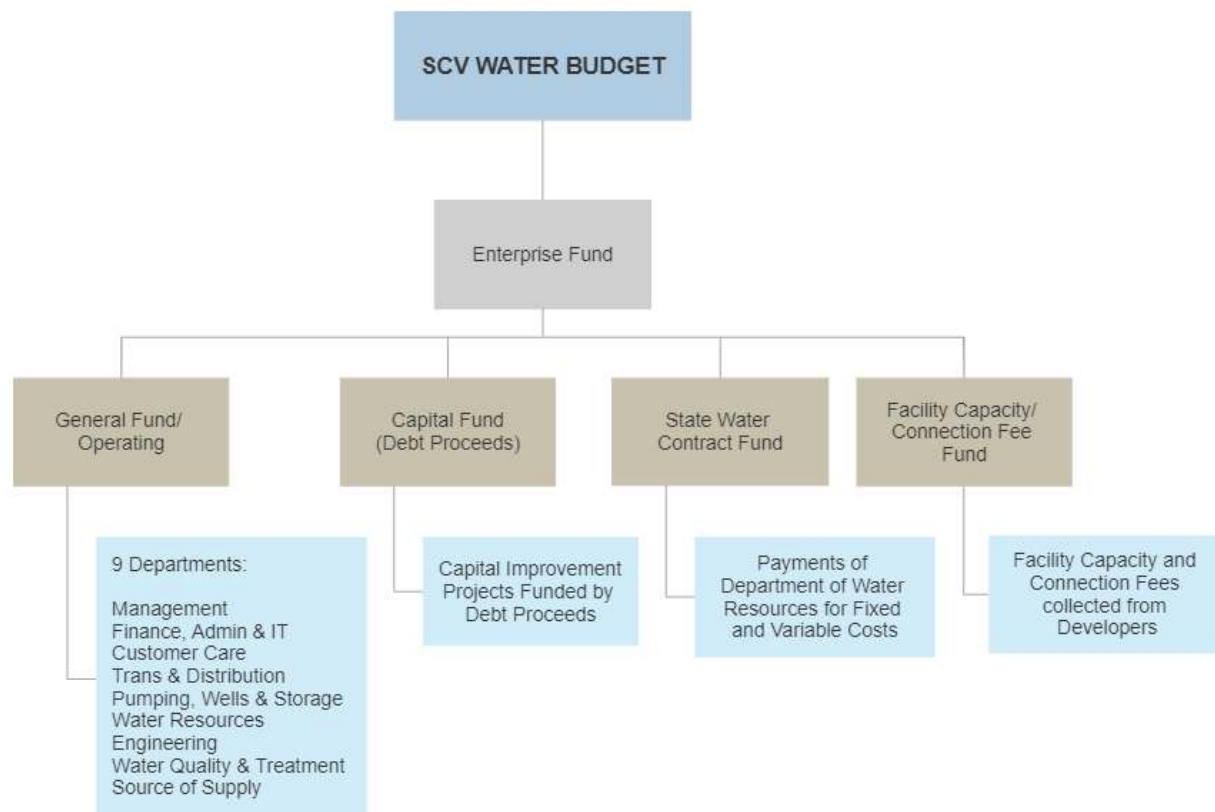 SCV WATER BUDGET
Enterprise Fund
General Fund/
Operating
Capital Fund
(Debt Proceeds)
State Water
Contract Fund
Facility Capacity/
Connection Fee
Fund
9 Departments:
Management
Finance, Admin & IT
Customer Care
Trans & Distribution
Pumping, Wells & Storage
Water Resources
Engineering
Water Quality & Treatment
Source of Supply
Capital Improvement
Projects Funded by
Debt Proceeds
Payments of
Department of Water
Resources for Fixed
and Variable Costs
Facility Capacity and
Connection Fees
collected from
Developers